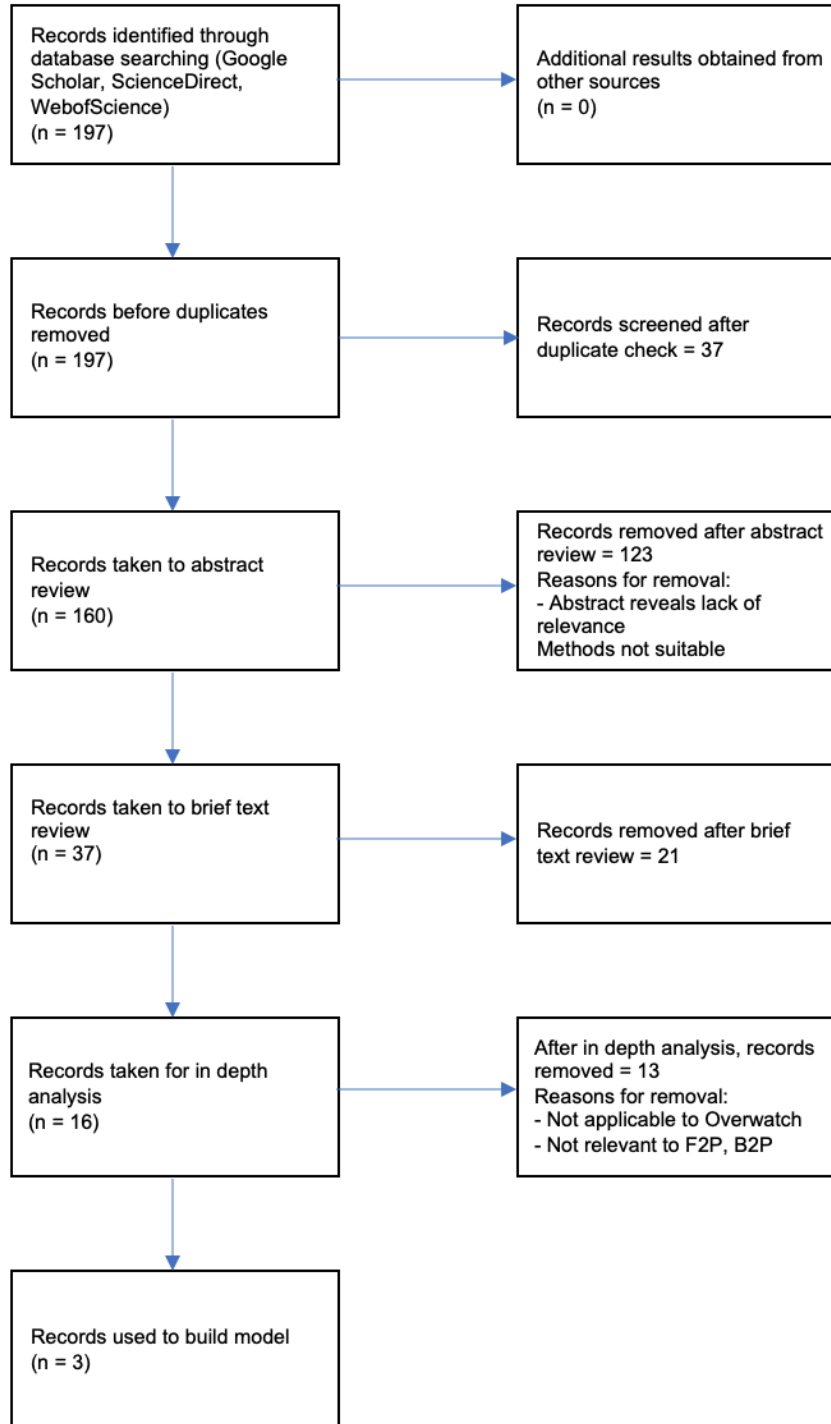 Records identified through
database searching (Google
Scholar, ScienceDirect,
WebofScience)
(n = 197)
Additional results obtained from
other sources
(n = 0)
Records before duplicates
removed
(n = 197)
Records screened after
duplicate check = 37
Records taken to abstract
review
(n = 160)
Records removed after abstract
review = 123
Reasons for removal:
- Abstract reveals lack of
relevance
Methods not suitable
Records taken to brief text
review
(n = 37)
Records removed after brief
text review = 21
Records taken for in depth
analysis
(n = 16)
After in depth analysis, records
removed = 13
Reasons for removal:
- Not applicable to Overwatch
- Not relevant to F2P, B2P
Records used to build model
(n = 3)